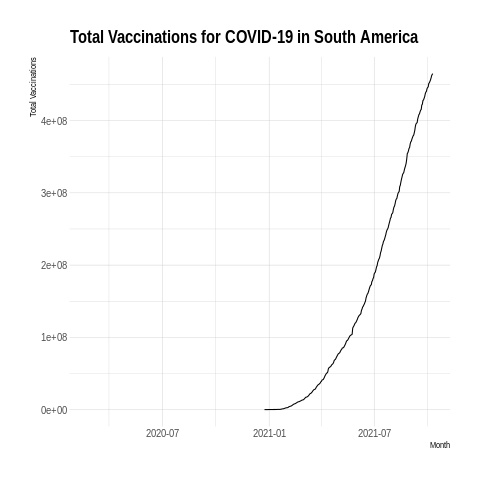 Total Vaccinations for COVID-19 in South America
Total Vaccinations
4e+08
3e+08
2e+08
1e+08
0e+00
2020-07
2021-01
2021-07
Month